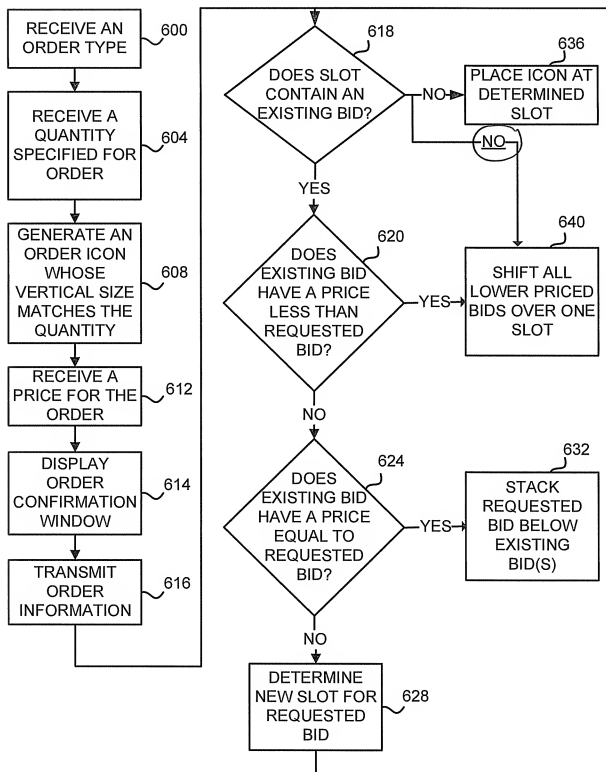 RECEIVE AN
ORDER TYPE
600
RECEIVE A
QUANTITY
SPECIFIED FOR
ORDER
604
GENERATE AN
ORDER ICON
WHOSE
VERTICAL SIZE
MATCHES THE
QUANTITY
608
RECEIVE A
PRICE FOR THE
ORDER
612
DISPLAY
ORDER
CONFIRMATION
WINDOW
614
TRANSMIT
ORDER
INFORMATION
616
618
DOES SLOT
CONTAIN AN
EXISTING BID?
NO
636
PLACE ICON AT
DETERMINED
SLOT
NO
YES
620
DOES
EXISTING BID
HAVE A PRICE
LESS THAN
REQUESTED
BID?
YES
640
SHIFT ALL
LOWER PRICED
BIDS OVER ONE
SLOT
NO
624
DOES
EXISTING BID
HAVE A PRICE
EQUAL TO
REQUESTED
BID?
YES
632
STACK
REQUESTED
BID BELOW
EXISTING
BID(S)
NO
DETERMINE
NEW SLOT FOR
REQUESTED
BID
628